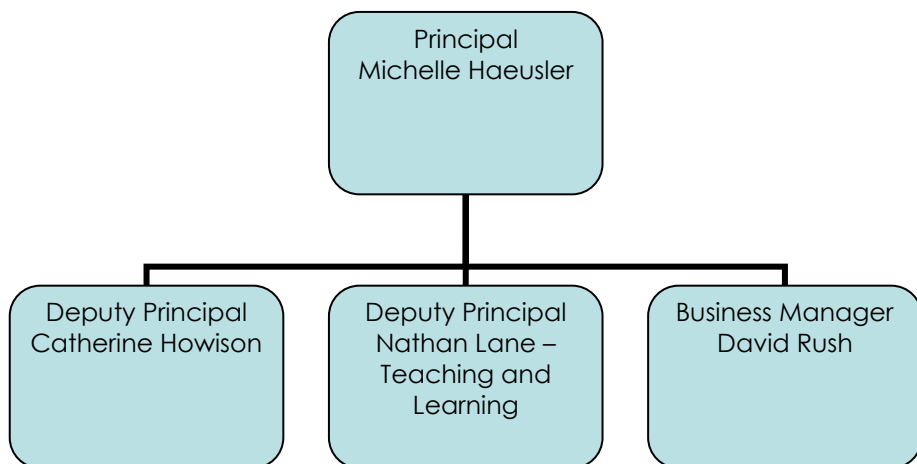 Principal
Michelle Haeusler
Deputy Principal
Catherine Howison
Deputy Principal
Nathan Lane –
Teaching and
Learning
Business Manager
David Rush